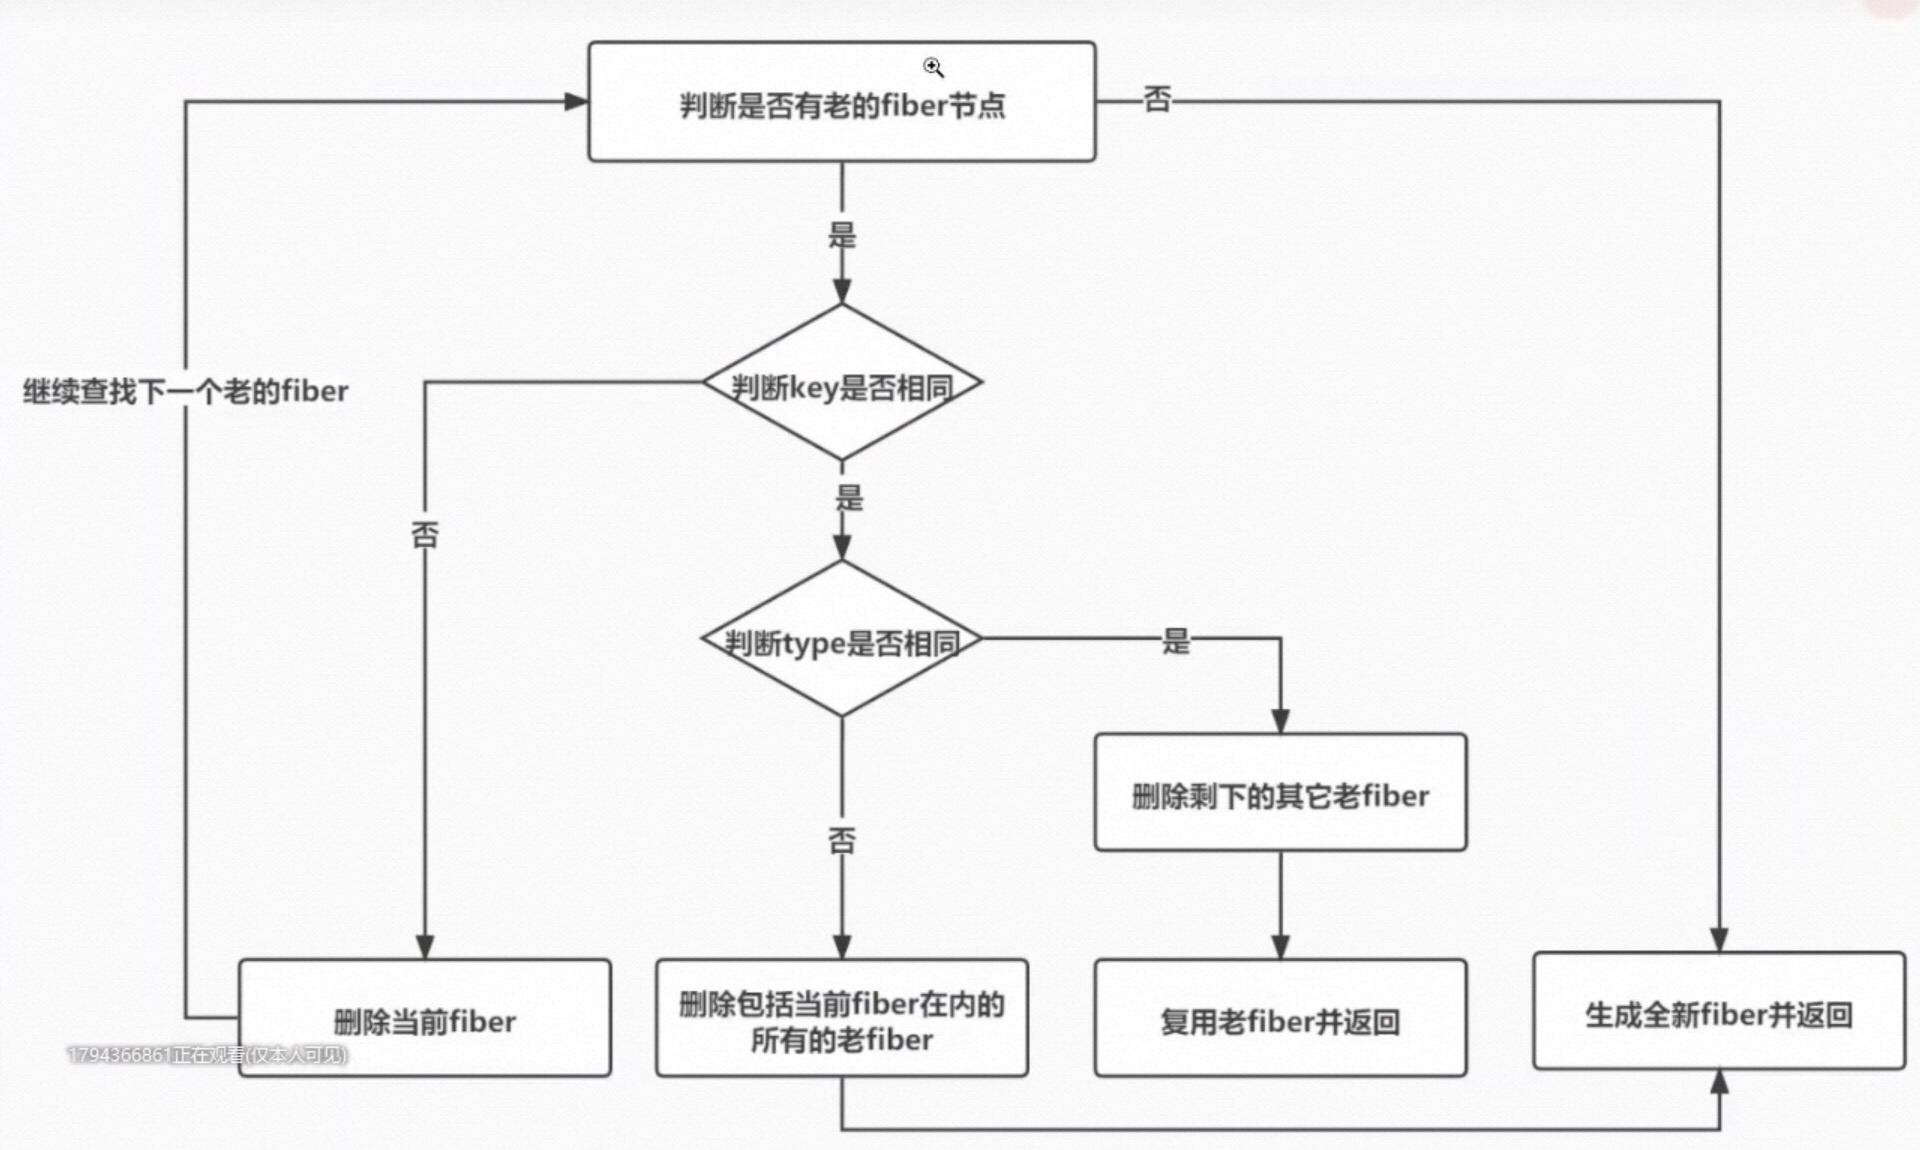 判断是否有老的fiber节点
否
是
判断key是否相同
继续查找下一个老的fiber
是
否
判断type是否相同
是
删除剩下的其它老fiber
否
删除当前fiber
删除包括当前fiber在内的
所有的老fiber
复用老fiber并返回
生成全新fiber并返回
1794366861正在观看(仅本人可见)